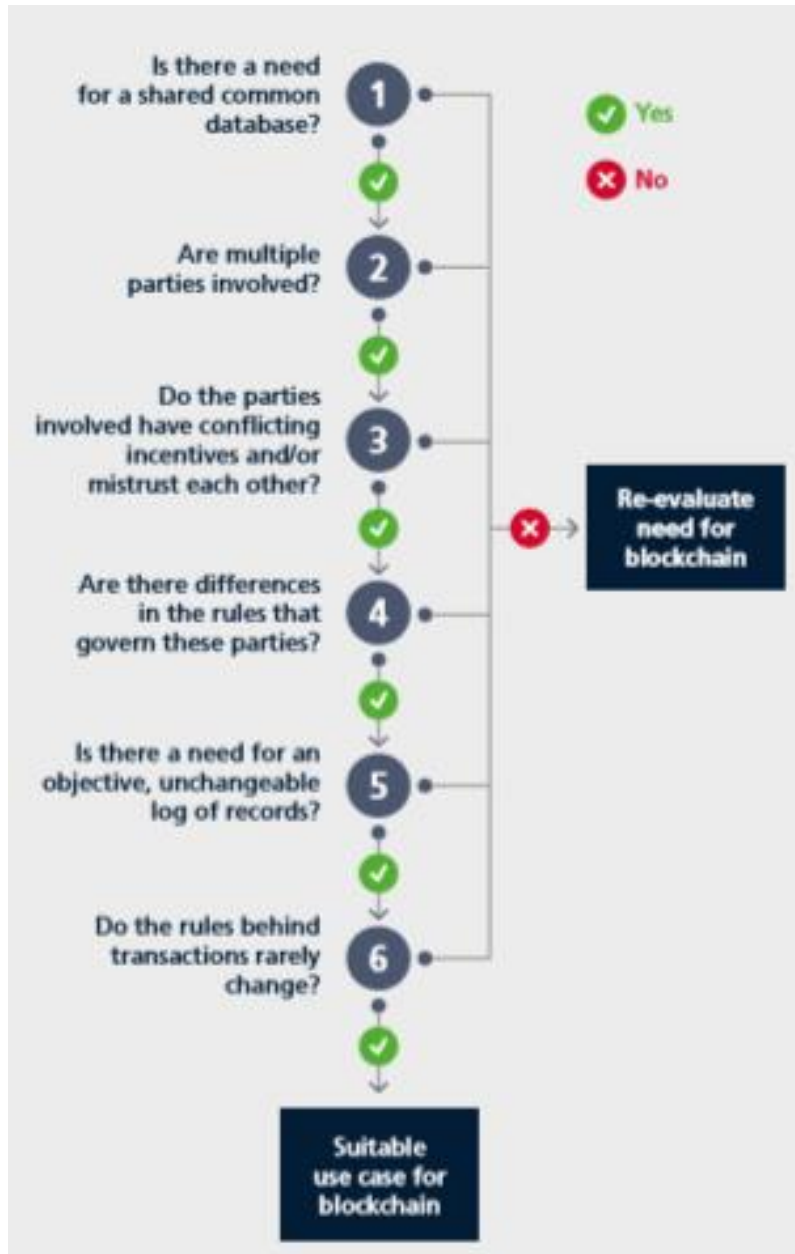 Is there a need
for a shared common
database?
1
Yes
No
Are multiple
parties involved?
2
Do the parties
involved have conflicting
incentives and/or
mistrust each other?
3
Re-evaluate
need for
blockchain
Are there differences
in the rules that
govern these parties?
4
Is there a need for an
objective, unchangeable
log of records?
5
Do the rules behind
transactions rarely
change?
6
Suitable
use case for
blockchain